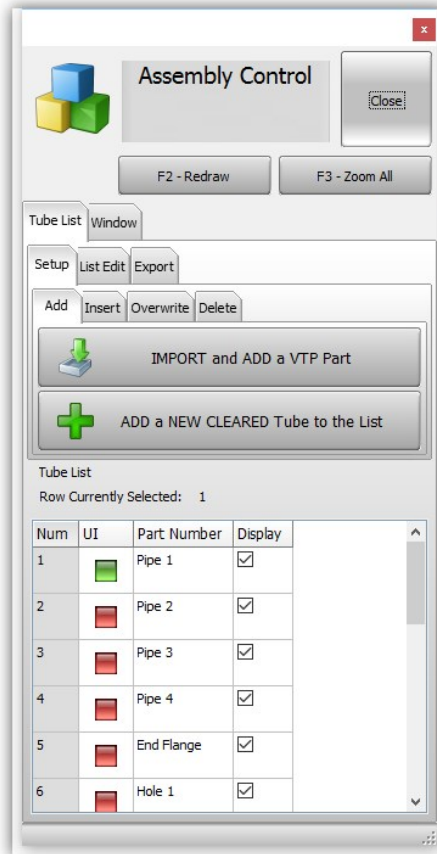 x
Assembly Control
Close
F2 - Redraw
F3 - Zoom All
Tube List Window
Setup List Edit Export
Add Insert Overwrite Delete
IMPORT and ADD a VTP Part
ADD a NEW CLEARED Tube to the List
Tube List
Row Currently Selected: 1
Num UI Part Number Display
1 Pipe 1
2 Pipe 2
3 Pipe 3
4 Pipe 4
5 End Flange
6 Hole 1